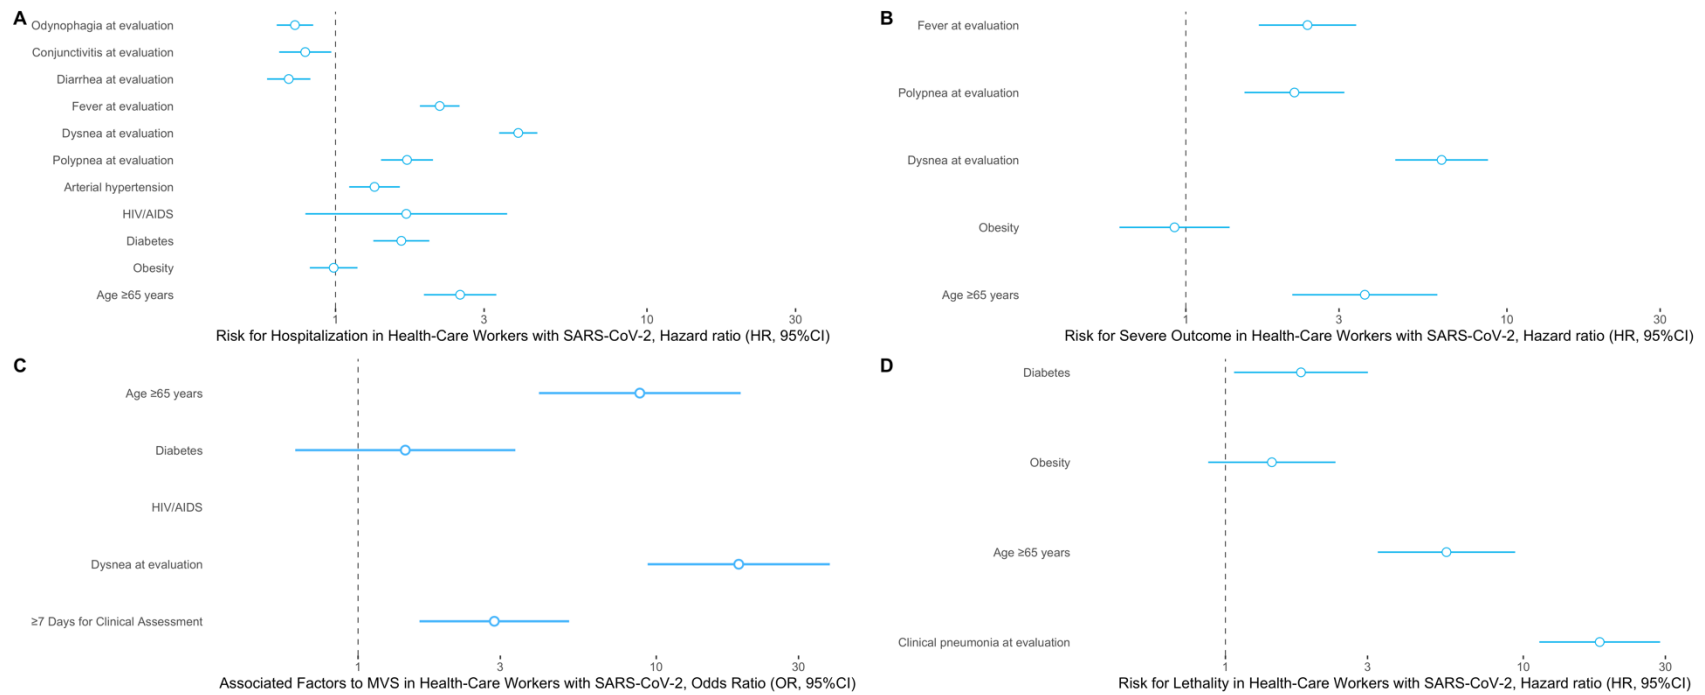 A
Odynophagia at evaluation
Conjunctivitis at evaluation
Diarrhea at evaluation
Fever at evaluation
Dysnea at evaluation
Polypnea at evaluation
Arterial hypertension
HIV/AIDS
Diabetes
Obesity
Age ≥65 years
1 3 10 30
Risk for Hospitalization in Health-Care Workers with SARS-CoV-2, Hazard ratio (HR, 95%CI)
B
Fever at evaluation
Polypnea at evaluation
Dysnea at evaluation
Obesity
Age ≥65 years
1 3 10 30
Risk for Severe Outcome in Health-Care Workers with SARS-CoV-2, Hazard ratio (HR, 95%CI)
C
Age ≥65 years
Diabetes
HIV/AIDS
Dysnea at evaluation
≥7 Days for Clinical Assessment
1 3 10 30
Associated Factors to MVS in Health-Care Workers with SARS-CoV-2, Odds Ratio (OR, 95%CI)
D
Diabetes
Obesity
Age ≥65 years
Clinical pneumonia at evaluation
1 3 10 30
Risk for Lethality in Health-Care Workers with SARS-CoV-2, Hazard ratio (HR, 95%CI)